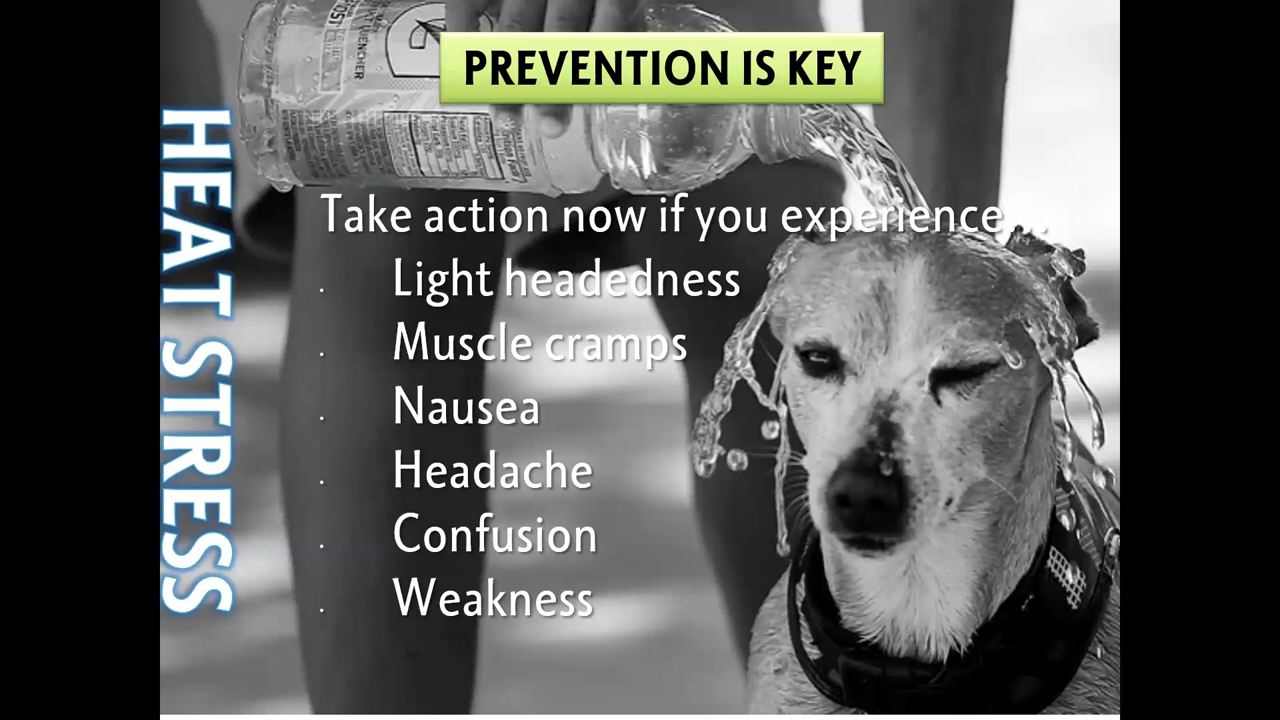 PREVENTION IS KEY
HEAT STRESS
Take action now if you experience...
. Light headedness
. Muscle cramps
. Nausea
. Headache
. Confusion
. Weakness
QUENCHER